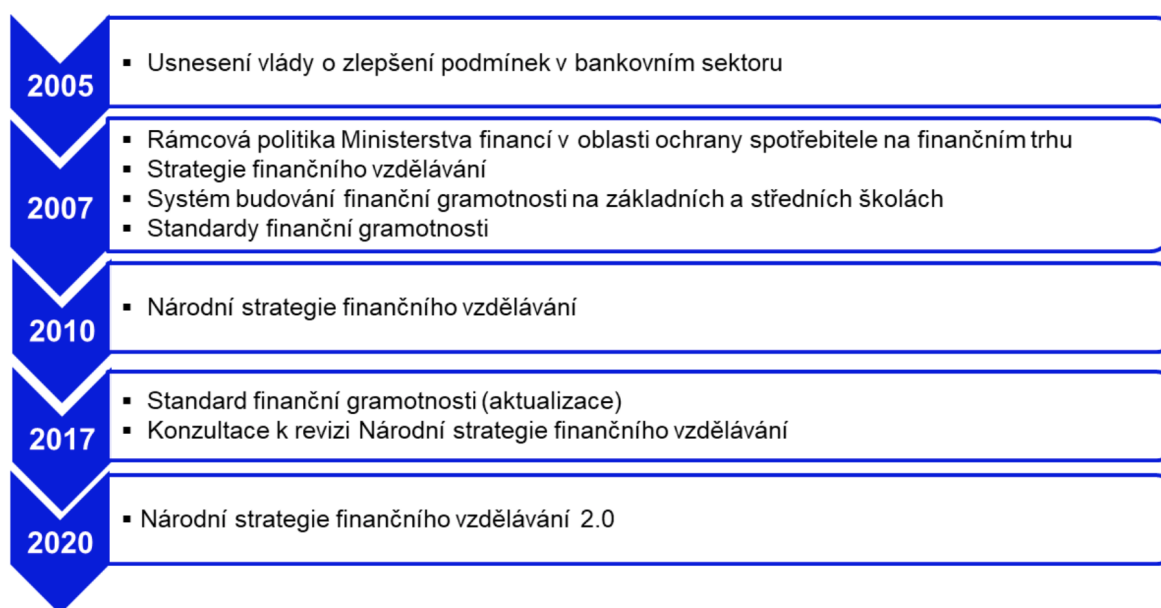 2005
▪ Usnesení vlády o zlepšení podmínek v bankovním sektoru
2007
▪ Rámcová politika Ministerstva financí v oblasti ochrany spotřebitele na finančním trhu
▪ Strategie finančního vzdělávání
▪ Systém budování finanční gramotnosti na základních a středních školách
▪ Standardy finanční gramotnosti
2010
▪ Národní strategie finančního vzdělávání
2017
▪ Standard finanční gramotnosti (aktualizace)
▪ Konzultace k revizi Národní strategie finančního vzdělávání
2020
▪ Národní strategie finančního vzdělávání 2.0